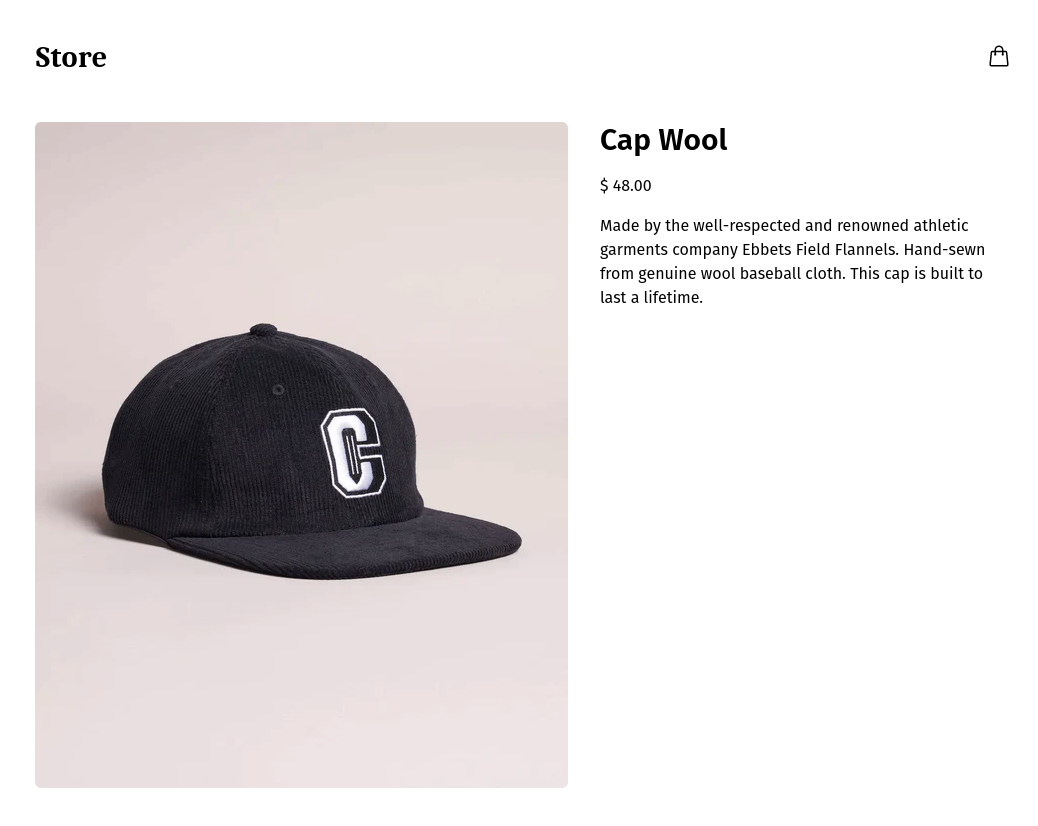 Store
Cap Wool
$ 48.00
Made by the well-respected and renowned athletic
garments company Ebbets Field Flannels. Hand-sewn
from genuine wool baseball cloth. This cap is built to
last a lifetime.
C